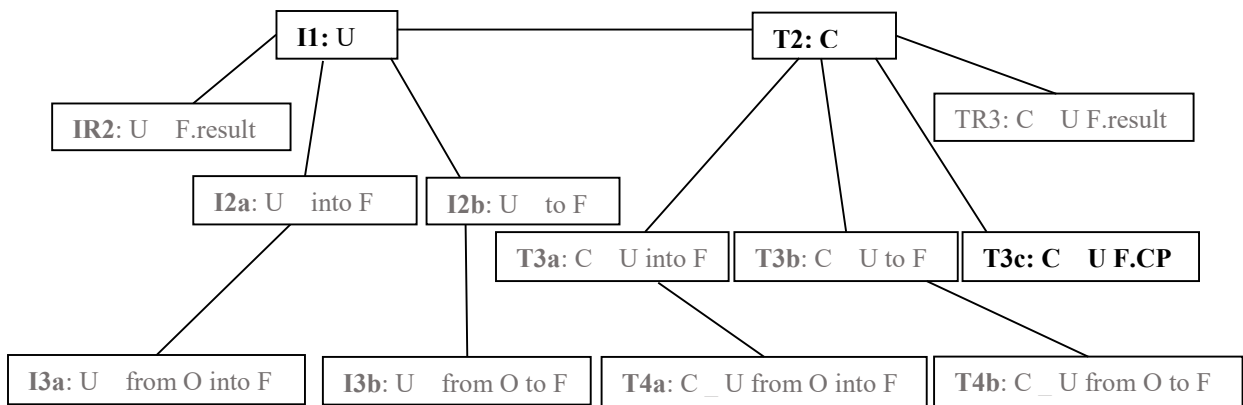 I1: U
T2: C
IR2: U F.result
TR3: C U F.result
I2a: U into F
I2b: U to F
T3a: C U into F
T3b: C U to F
T3c: C U F.CP
I3a: U from O into F
I3b: U from O to F
T4a: C _ U from O into F
T4b: C _ U from O to F